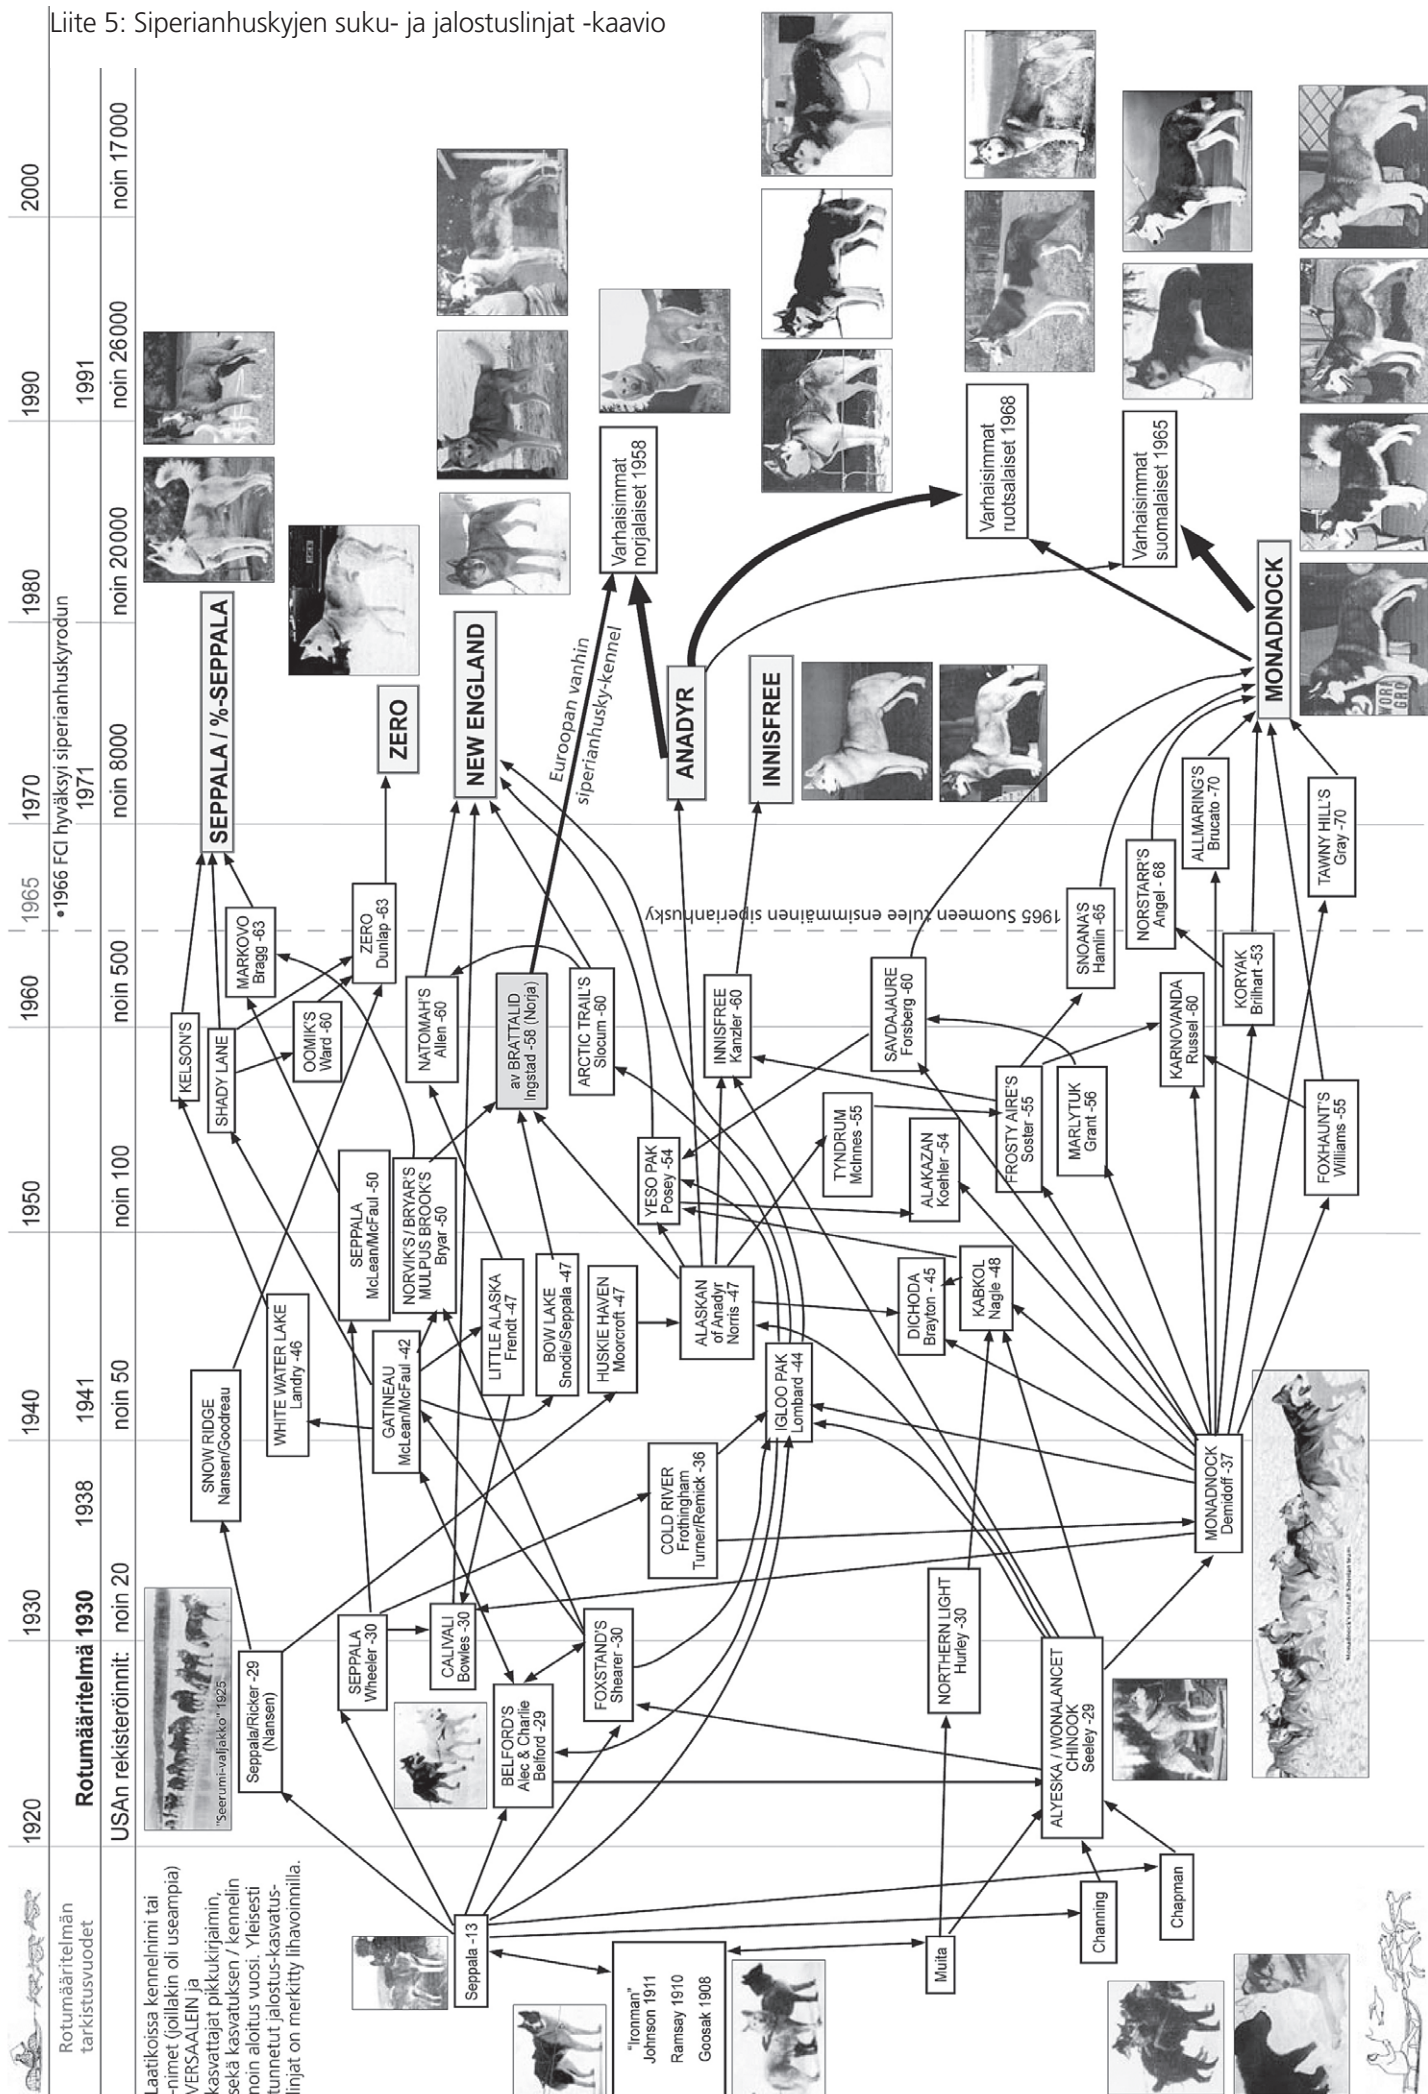 Liite 5: Siperianhuskyjen suku- ja jalostuslinjat -kaavio
Rotumääritelmän
tarkistusvuodet
1920
1930
1940
1950
1960
1965
1970
1980
1990
2000
Rotumääritelmä 1930
1938
1941
•1966 FCI hyväksyi siperianhuskyrodun
1971
1991
USAn rekisteröinnit:
noin 20
noin 50
noin 100
noin 500
noin 8000
noin 20000
noin 26000
noin 17000
Laatikoissa kennelnimi tai
-nimet (joillakin oli useampia)
VERSAALEIN ja
kasvattajat pikkukirjaimin,
sekä kasvatuksen / kennelin
noin aloitus vuosi. Yleisesti
tunnetut jalostus-kasvatus-
linjat on merkitty lihavoinnilla.
"Seerumi-valjakko" 1925
Seppala -13
"Ironman"
Johnson 1911
Ramsay 1910
Goosak 1908
Muita
Channing
Chapman
Seppala/Ricker -29
(Nansen)
SEPPALA
Wheeler -30
CALIVALI
Bowles -30
BELFORD'S
Alec & Charlie
Belford -29
FOXSTAND'S
Shearer -30
NORTHERN LIGHT
Hurley -30
ALYESKA / WONALANCET
CHINOOK
Seeley -29
SNOW RIDGE
Nansen/Goodreau
WHITE WATER LAKE
Landry -46
GATINEAU
McLean/McFaul -42
SEPPALA
McLean/McFaul -50
NORVIK'S / BRYAR'S
MULPUS BROOK'S
Bryar -50
LITTLE ALASKA
Frendt -47
BOW LAKE
Snodie/Seppala -47
HUSKIE HAVEN
Moorcroft -47
COLD RIVER
Frothingham
Turner/Remick -36
ALASKAN
of Anadyr
Norris -47
IGLOO PAK
Lombard -44
DICHODA
Brayton - 45
KABKOL
Nagle -48
MONADNOCK
Demidoff -37
Monadnock's first all Siberian team.
KELSON'S
SHADY LANE
MARKOVO
Bragg -63
OOMIK'S
Ward -60
ZERO
Dunlap -63
NATOMAH'S
Allen -60
av BRATTALID
Ingstad -58 (Norja)
ARCTIC TRAIL'S
Slocum -60
YESO PAK
Posey -54
INNISFREE
Kanzler -60
TYNDRUM
McInnes -55
SAVDAJAURE
Forsberg -60
ALAKAZAN
Koehler -54
FROSTY AIRE'S
Soster -55
MARLYTUK
Grant -56
SNOANA'S
Hamlin -65
NORSTARR'S
Angel - 68
KARNOVANDA
Russel -60
ALLMARING'S
Brucato -70
KORYAK
Brilhart -53
FOXHAUNT'S
Williams -55
TAWNY HILL'S
Gray -70
1965 Suomeen tulee ensimmäinen siperianhusky
SEPPALA / %-SEPPALA
ZERO
NEW ENGLAND
Euroopan vanhin
siperianhusky-kennel
ANADYR
INNISFREE
MONADNOCK
Varhaisimmat
norjalaiset 1958
Varhaisimmat
ruotsalaiset 1968
Varhaisimmat
suomalaiset 1965